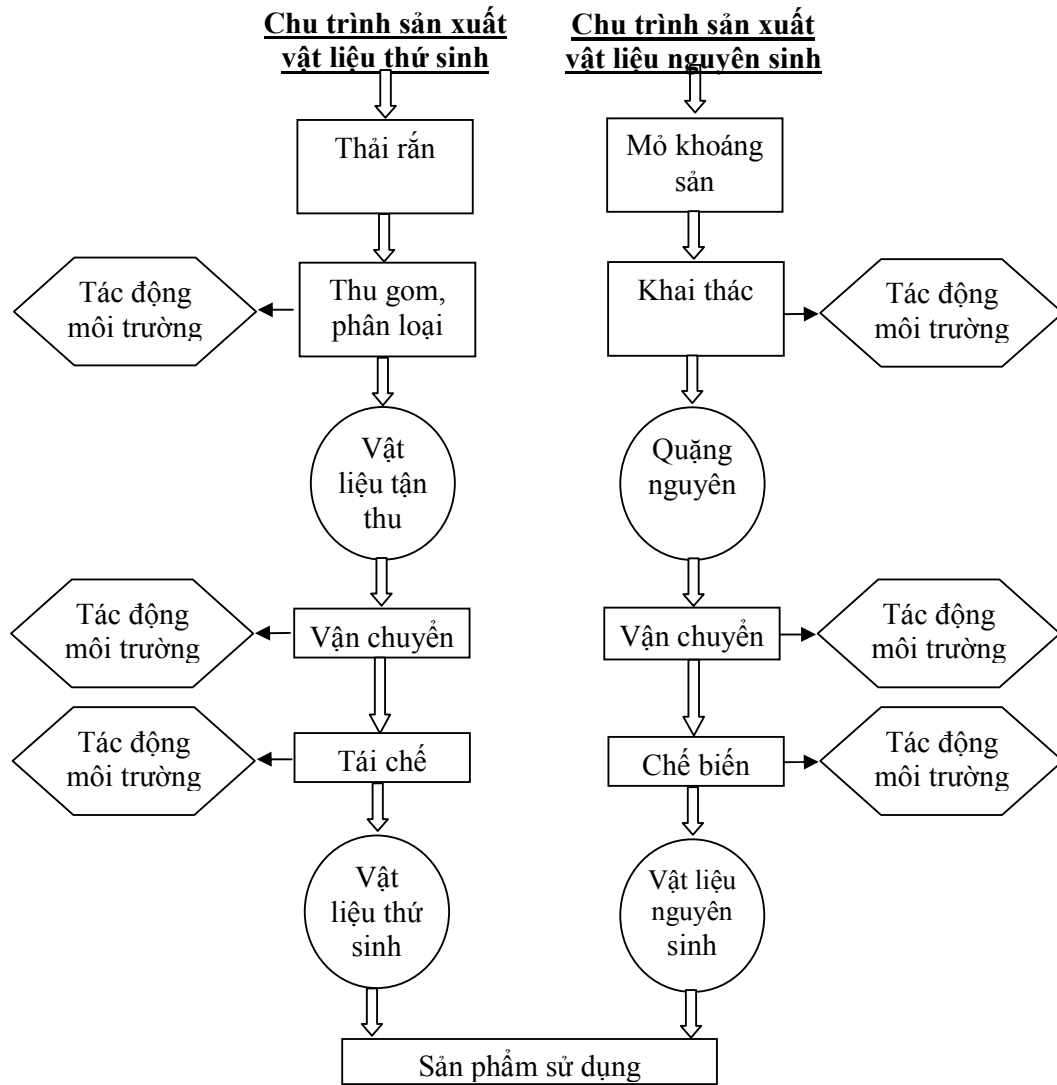 Chu trình sản xuất
vật liệu thứ sinh
Chu trình sản xuất
vật liệu nguyên sinh
Thải rắn
Mỏ khoáng
sản
Tác động
môi trường
Thu gom,
phân loại
Khai thác
Tác động
môi trường
Vật
liệu tận
thu
Quặng
nguyên
Tác động
môi trường
Vận chuyển
Vận chuyển
Tác động
môi trường
Tác động
môi trường
Tái chế
Chế biến
Tác động
môi trường
Vật
liệu thứ
sinh
Vật liệu
nguyên
sinh
Sản phẩm sử dụng